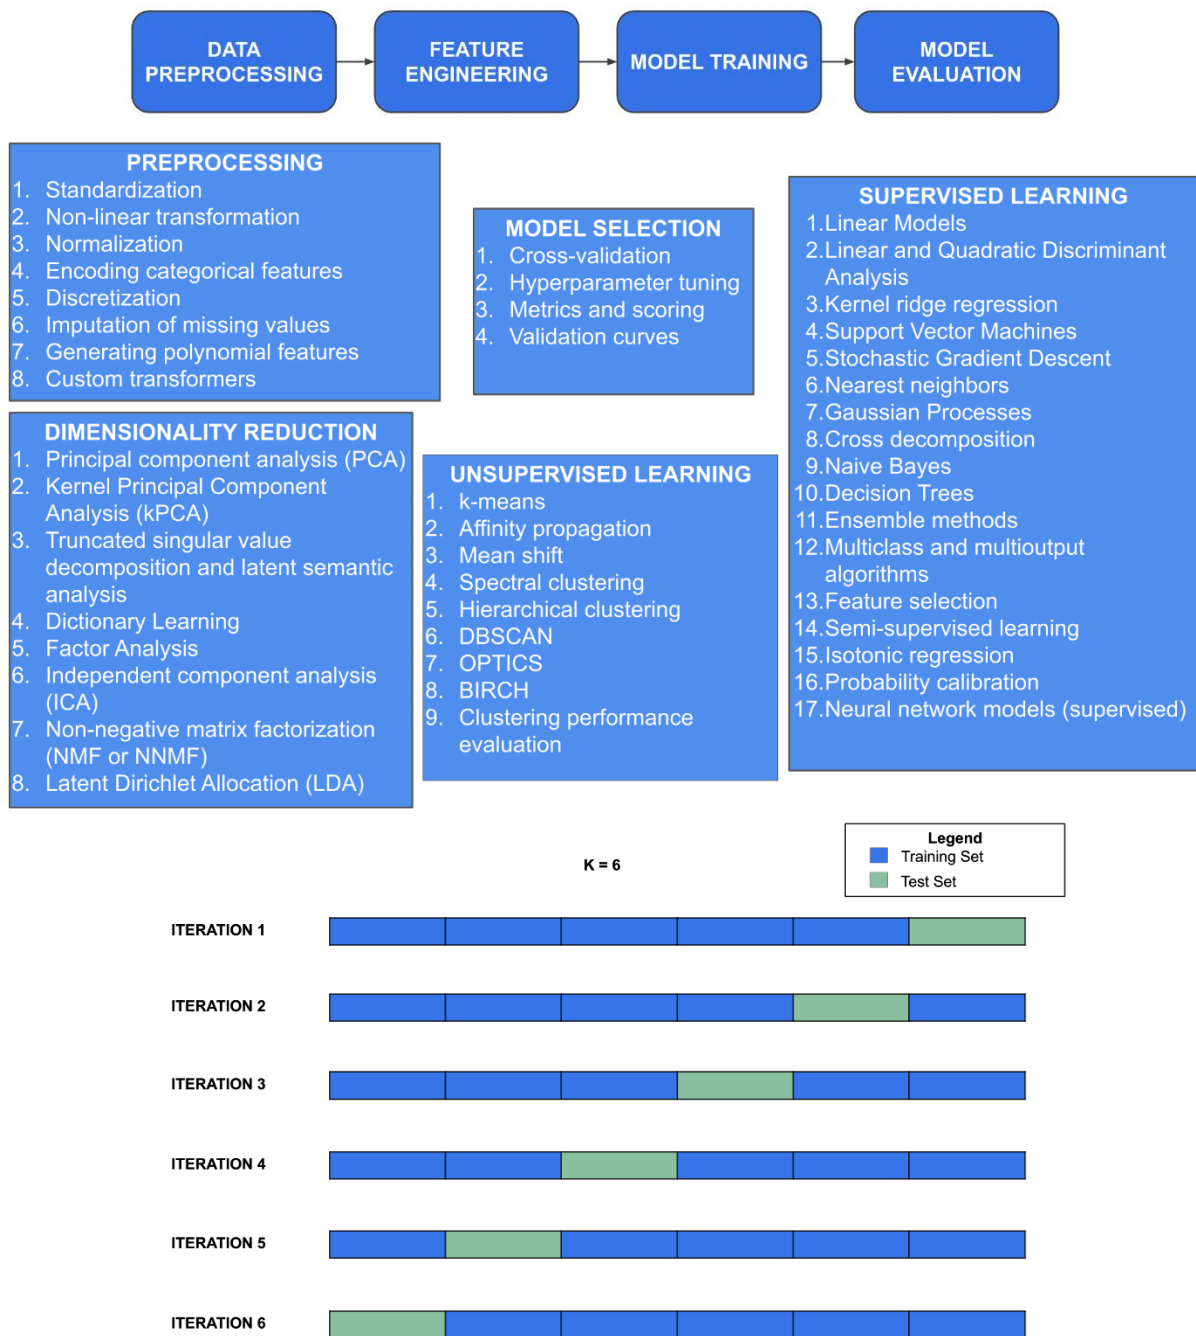 DATA
PREPROCESSING
FEATURE
ENGINEERING
MODEL TRAINING
MODEL
EVALUATION
PREPROCESSING
1. Standardization
2. Non-linear transformation
3. Normalization
4. Encoding categorical features
5. Discretization
6. Imputation of missing values
7. Generating polynomial features
8. Custom transformers
DIMENSIONALITY REDUCTION
1. Principal component analysis (PCA)
2. Kernel Principal Component
Analysis (kPCA)
3. Truncated singular value
decomposition and latent semantic
analysis
4. Dictionary Learning
5. Factor Analysis
6. Independent component analysis
(ICA)
7. Non-negative matrix factorization
(NMF or NNMF)
8. Latent Dirichlet Allocation (LDA)
MODEL SELECTION
1. Cross-validation
2. Hyperparameter tuning
3. Metrics and scoring
4. Validation curves
UNSUPERVISED LEARNING
1. k-means
2. Affinity propagation
3. Mean shift
4. Spectral clustering
5. Hierarchical clustering
6. DBSCAN
7. OPTICS
8. BIRCH
9. Clustering performance
evaluation
SUPERVISED LEARNING
1.Linear Models
2.Linear and Quadratic Discriminant
Analysis
3.Kernel ridge regression
4.Support Vector Machines
5.Stochastic Gradient Descent
6.Nearest neighbors
7.Gaussian Processes
8.Cross decomposition
9.Naive Bayes
10.Decision Trees
11.Ensemble methods
12.Multiclass and multioutput
algorithms
13.Feature selection
14.Semi-supervised learning
15.Isotonic regression
16.Probability calibration
17.Neural network models (supervised)
K = 6
Legend
Training Set
Test Set
ITERATION 1
ITERATION 2
ITERATION 3
ITERATION 4
ITERATION 5
ITERATION 6